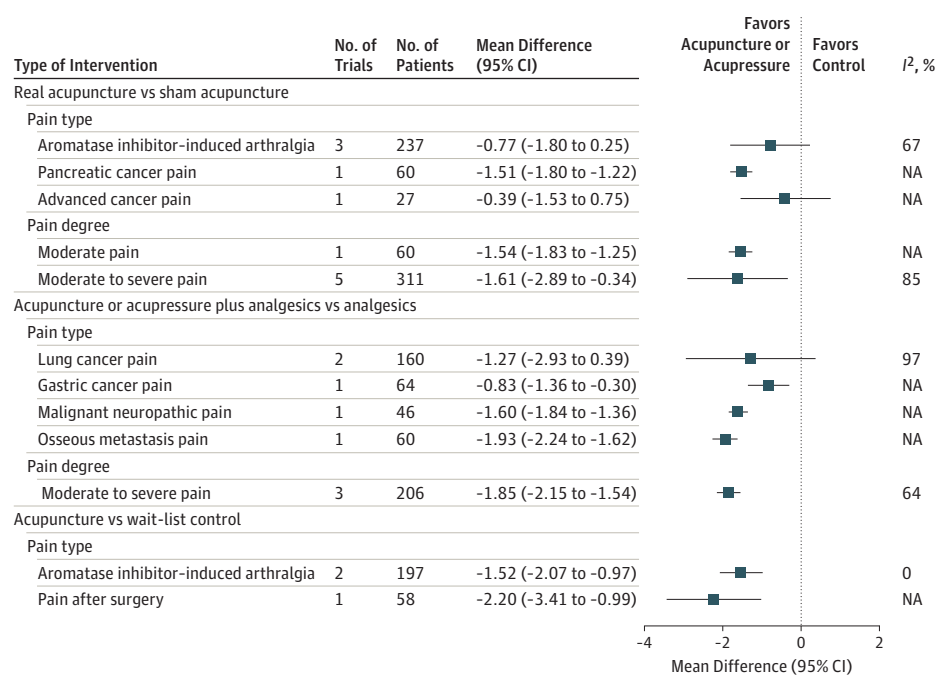 Type of Intervention No. of Trials No. of Patients Mean Difference (95% CI) Favors Acupuncture or Acupressure Favors Control I², %
Real acupuncture vs sham acupuncture
Pain type
Aromatase inhibitor-induced arthralgia 3 237 -0.77 (-1.80 to 0.25) 67
Pancreatic cancer pain 1 60 -1.51 (-1.80 to -1.22) NA
Advanced cancer pain 1 27 -0.39 (-1.53 to 0.75) NA
Pain degree
Moderate pain 1 60 -1.54 (-1.83 to -1.25) NA
Moderate to severe pain 5 311 -1.61 (-2.89 to -0.34) 85
Acupuncture or acupressure plus analgesics vs analgesics
Pain type
Lung cancer pain 2 160 -1.27 (-2.93 to 0.39) 97
Gastric cancer pain 1 64 -0.83 (-1.36 to -0.30) NA
Malignant neuropathic pain 1 46 -1.60 (-1.84 to -1.36) NA
Osseous metastasis pain 1 60 -1.93 (-2.24 to -1.62) NA
Pain degree
Moderate to severe pain 3 206 -1.85 (-2.15 to -1.54) 64
Acupuncture vs wait-list control
Pain type
Aromatase inhibitor-induced arthralgia 2 197 -1.52 (-2.07 to -0.97) 0
Pain after surgery 1 58 -2.20 (-3.41 to -0.99) NA
-4 -2 0 2
Mean Difference (95% CI)